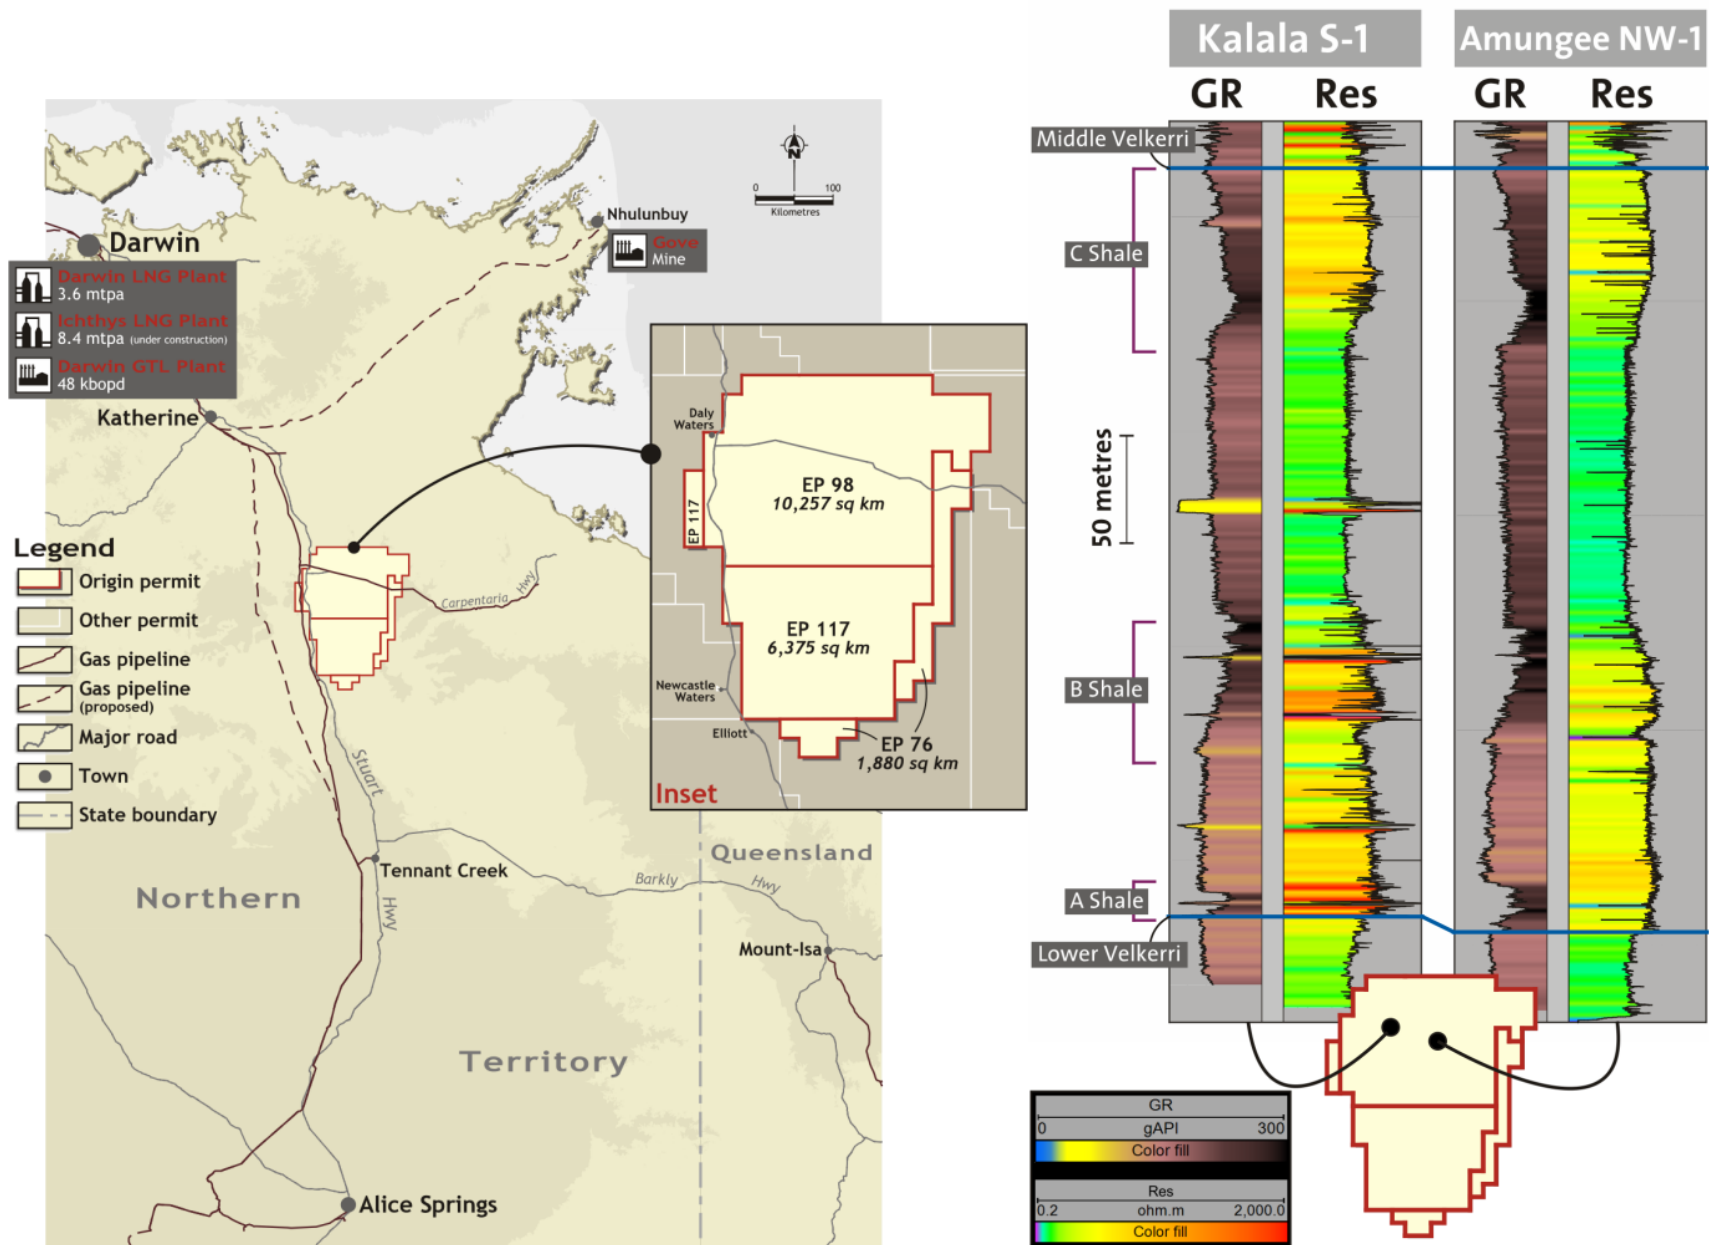 Darwin
Darwin LNG Plant
3.6 mtpa
Ichthys LNG Plant
8.4 mtpa (under construction)
Darwin GTL Plant
48 kbopd
Katherine
Nhulunbuy
Gove
Mine
N
0 100
Kilometres
Legend
Origin permit
Other permit
Gas pipeline
Gas pipeline
(proposed)
Major road
Town
State boundary
Carpentaria Hwy
Stuart
Hwy
Tennant Creek
Northern
Territory
Queensland
Barkly Hwy
Mount-Isa
Alice Springs
Daly
Waters
EP 98
10,257 sq km
EP 117
EP 117
6,375 sq km
Newcastle
Waters
Elliott
EP 76
1,880 sq km
Inset
Kalala S-1
Amungee NW-1
GR Res
GR Res
Middle Velkerri
C Shale
50 metres
B Shale
A Shale
Lower Velkerri
GR
0 gAPI 300
Color fill
Res
0.2 ohm.m 2,000.0
Color fill